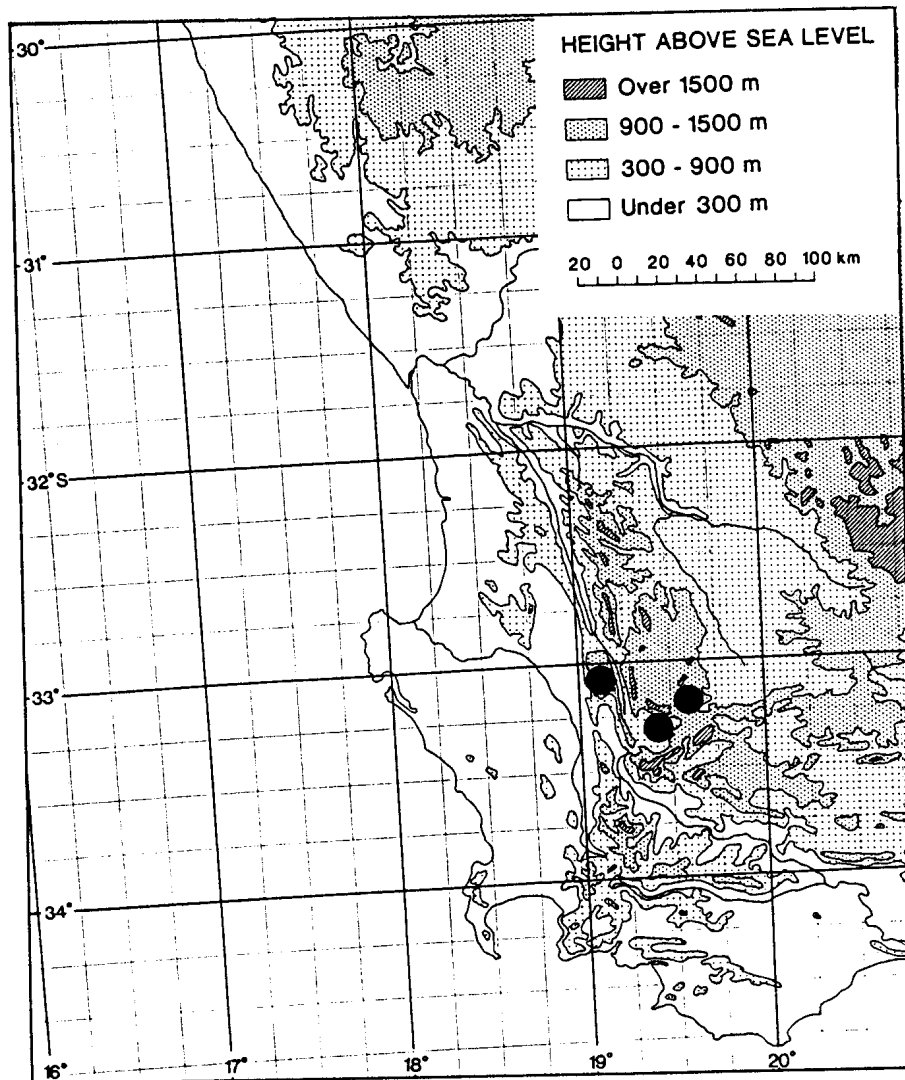 HEIGHT ABOVE SEA LEVEL
Over 1500 m
900 - 1500 m
300 - 900 m
Under 300 m
20 0 20 40 60 80 100 km
30°
31°
32°S
33°
34°
16° 17° 18° 19° 20°